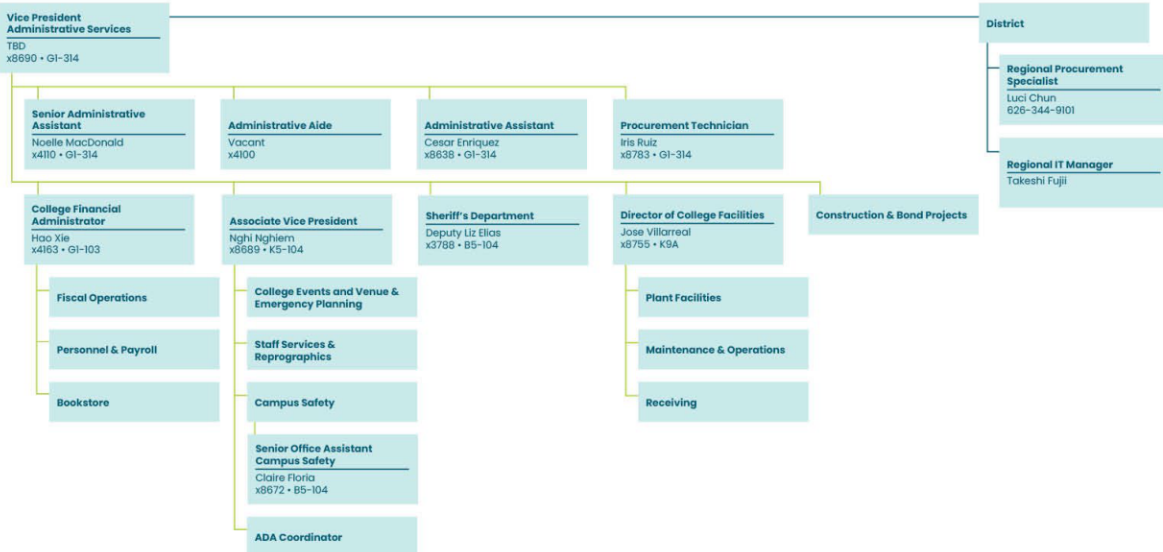 Vice President
Administrative Services
TBD
x8690 • G1-314
District
Regional Procurement
Specialist
Luci Chun
626-344-9101
Regional IT Manager
Takeshi Fujii
Senior Administrative
Assistant
Noelle MacDonald
x4110 • G1-314
Administrative Aide
Vacant
x4100
Administrative Assistant
Cesar Enriquez
x8638 • G1-314
Procurement Technician
Iris Ruiz
x8783 • G1-314
College Financial
Administrator
Hao Xie
x4163 • G1-103
Associate Vice President
Nghi Nghiem
x8689 • K5-104
Sheriff's Department
Deputy Liz Elias
x3788 • B5-104
Director of College Facilities
Jose Villarreal
x8755 • K9A
Construction & Bond Projects
Fiscal Operations
Personnel & Payroll
Bookstore
College Events and Venue &
Emergency Planning
Staff Services &
Reprographics
Campus Safety
Senior Office Assistant
Campus Safety
Claire Floria
x8672 • B5-104
ADA Coordinator
Plant Facilities
Maintenance & Operations
Receiving